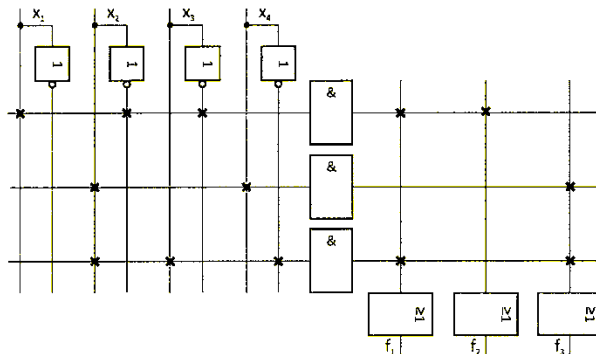 X₁ X₂ X₃ X₄
1 1 1 1
&
&
&
≥1 ≥1 ≥1
f₁ f₂ f₃